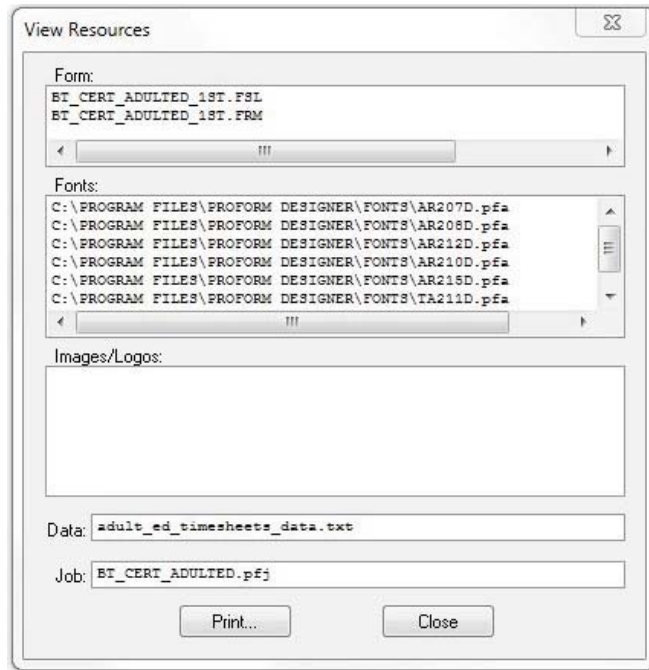 View Resources
Form:
BT_CERT_ADULTED_1ST.FSL
BT_CERT_ADULTED_1ST.FRM
Fonts:
C:\PROGRAM FILES\PROFORM DESIGNER\FONTS\AR207D.pfa
C:\PROGRAM FILES\PROFORM DESIGNER\FONTS\AR208D.pfa
C:\PROGRAM FILES\PROFORM DESIGNER\FONTS\AR212D.pfa
C:\PROGRAM FILES\PROFORM DESIGNER\FONTS\AR210D.pfa
C:\PROGRAM FILES\PROFORM DESIGNER\FONTS\AR215D.pfa
C:\PROGRAM FILES\PROFORM DESIGNER\FONTS\TA211D.pfa
Images/Logos:
Data: adult_ed_timesheets_data.txt
Job: BT_CERT_ADULTED.pfj
Print... Close